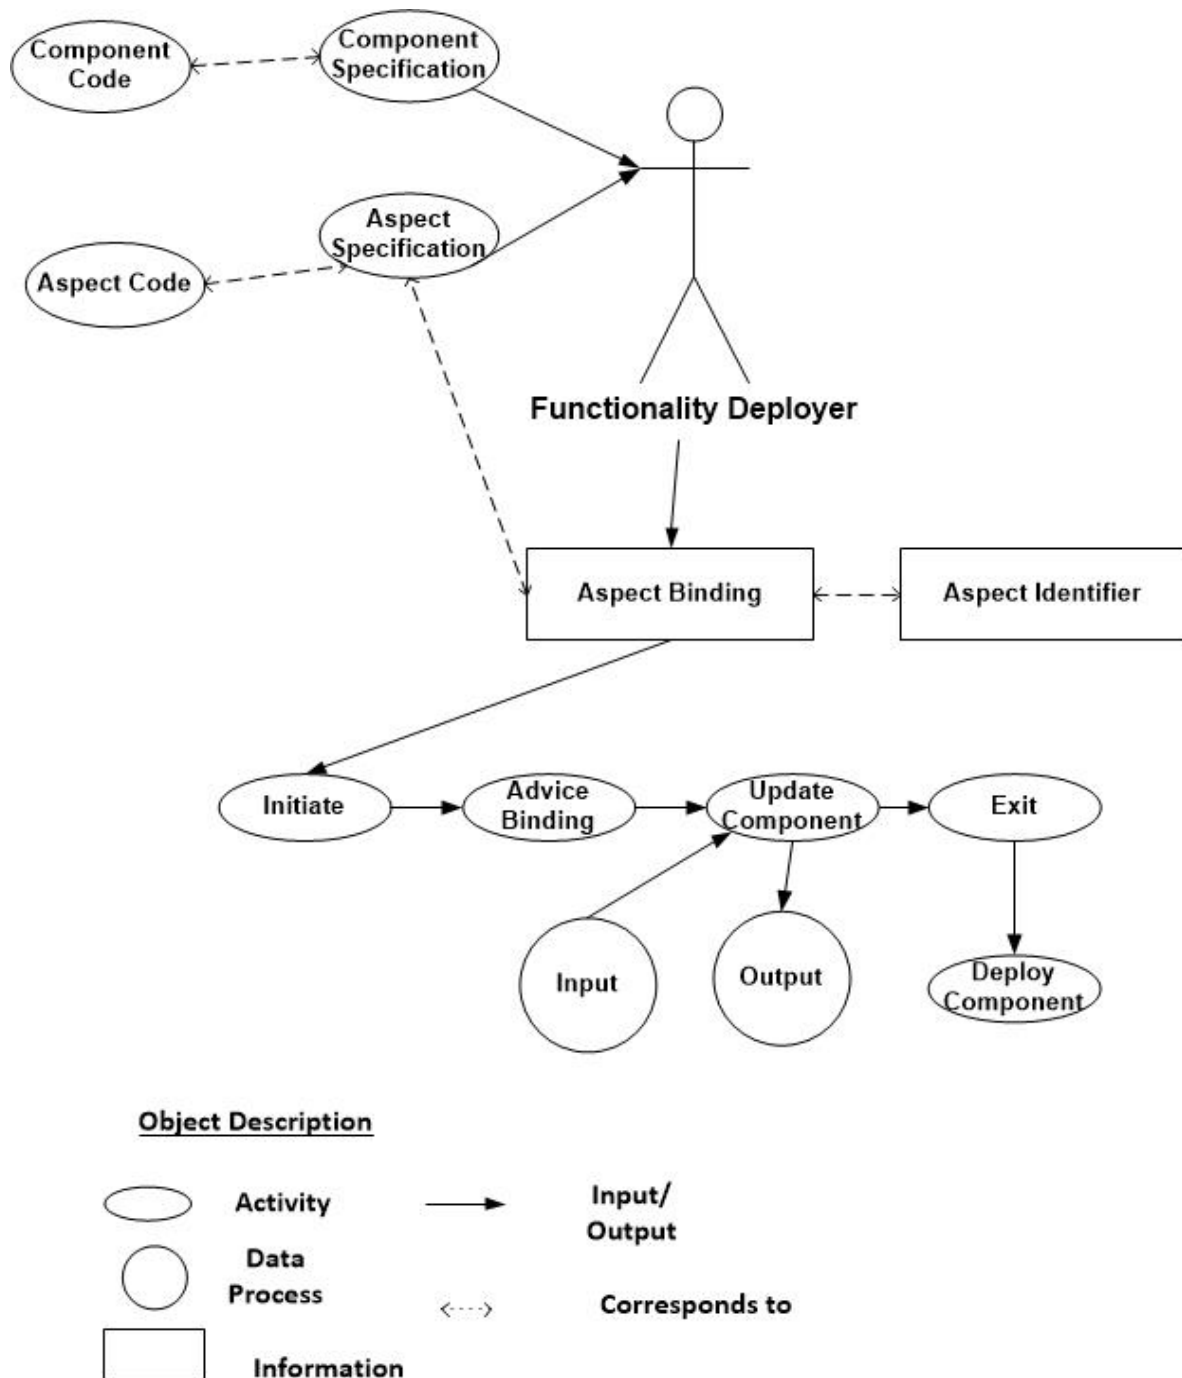 Component
Code
Component
Specification
Aspect
Specification
Aspect Code
Functionality Deployer
Aspect Binding
Aspect Identifier
Initiate
Advice
Binding
Update
Component
Exit
Input
Output
Deploy
Component
Object Description
Activity
Input/
Output
Data
Process
Corresponds to
Information